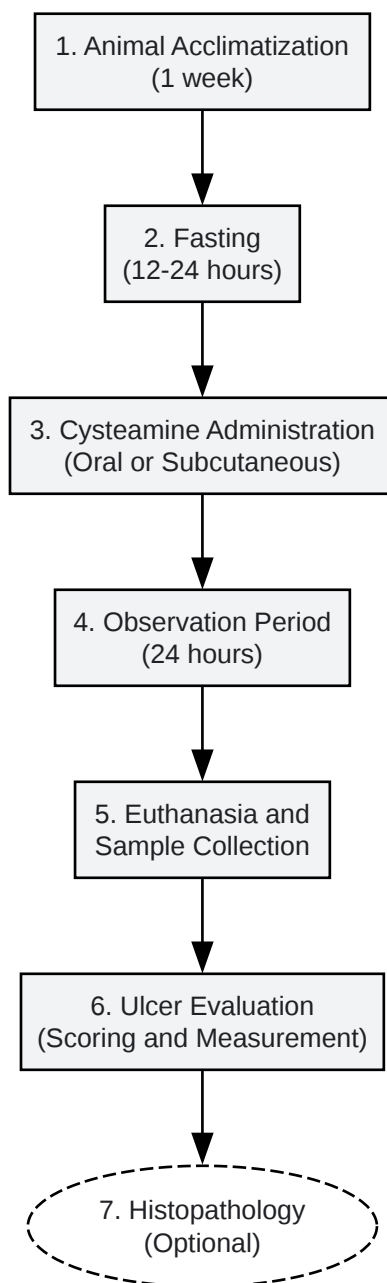 1. Animal Acclimatization
(1 week)
2. Fasting
(12-24 hours)
3. Cysteamine Administration
(Oral or Subcutaneous)
4. Observation Period
(24 hours)
5. Euthanasia and
Sample Collection
6. Ulcer Evaluation
(Scoring and Measurement)
7. Histopathology
(Optional)